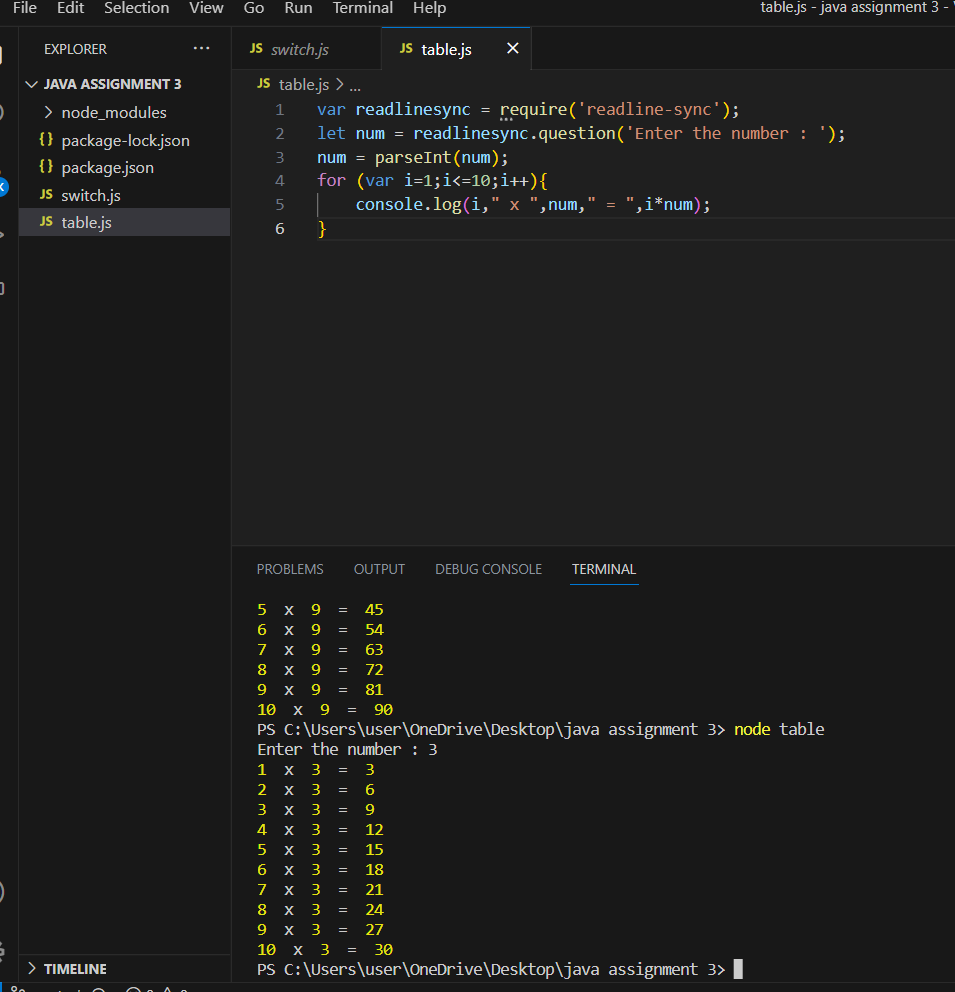 File Edit Selection View Go Run Terminal Help table.js - java assignment 3 -
EXPLORER ...
JS switch.js JS table.js
JAVA ASSIGNMENT 3
node_modules
{} package-lock.json
{} package.json
JS switch.js
JS table.js
JS table.js > ...
1 var readlinesync = require('readline-sync');
2 let num = readlinesync.question('Enter the number : ');
3 num = parseInt(num);
4 for (var i=1;i<=10;i++){
5     console.log(i," x ",num," = ",i*num);
6 }
PROBLEMS OUTPUT DEBUG CONSOLE TERMINAL
5  x  9  =  45
6  x  9  =  54
7  x  9  =  63
8  x  9  =  72
9  x  9  =  81
10  x  9  =  90
PS C:\Users\user\OneDrive\Desktop\java assignment 3> node table
Enter the number : 3
1  x  3  =  3
2  x  3  =  6
3  x  3  =  9
4  x  3  =  12
5  x  3  =  15
6  x  3  =  18
7  x  3  =  21
8  x  3  =  24
9  x  3  =  27
10  x  3  =  30
PS C:\Users\user\OneDrive\Desktop\java assignment 3>
TIMELINE